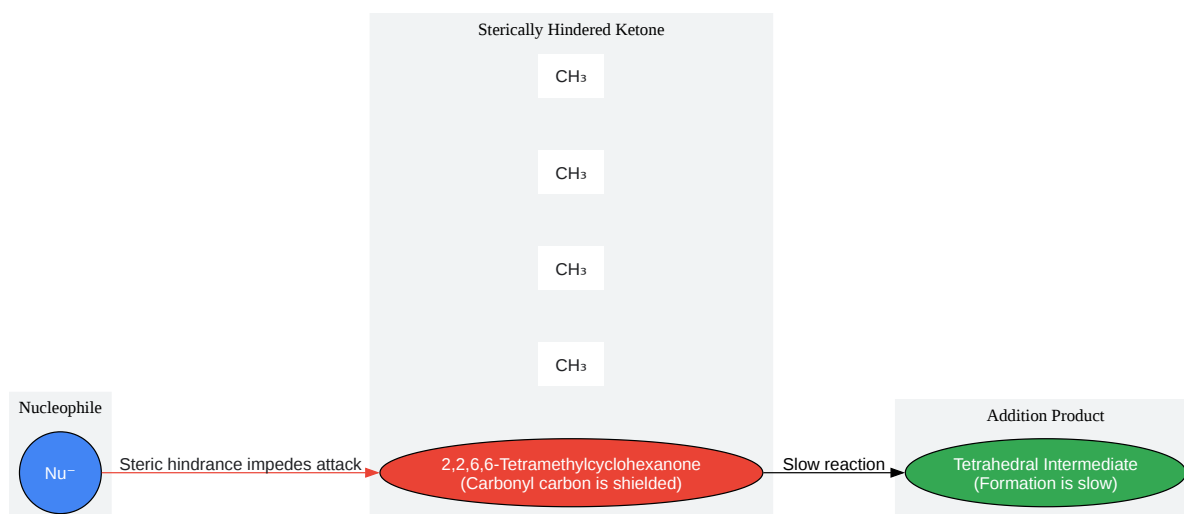 Sterically Hindered Ketone
CH₃
CH₃
CH₃
CH₃
Nucleophile
Nu⁻
Steric hindrance impedes attack
2,2,6,6-Tetramethylcyclohexanone
(Carbonyl carbon is shielded)
Slow reaction
Addition Product
Tetrahedral Intermediate
(Formation is slow)